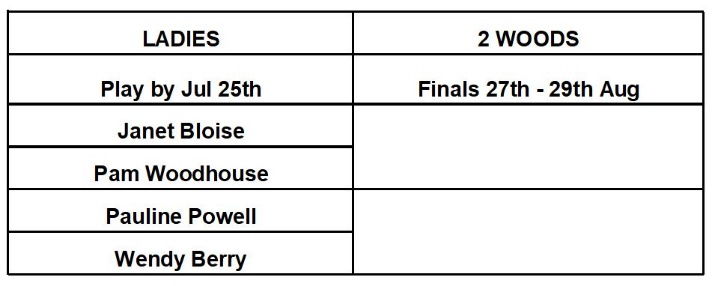 LADIES 2 WOODS
Play by Jul 25th Finals 27th - 29th Aug
Janet Bloise
Pam Woodhouse
Pauline Powell
Wendy Berry